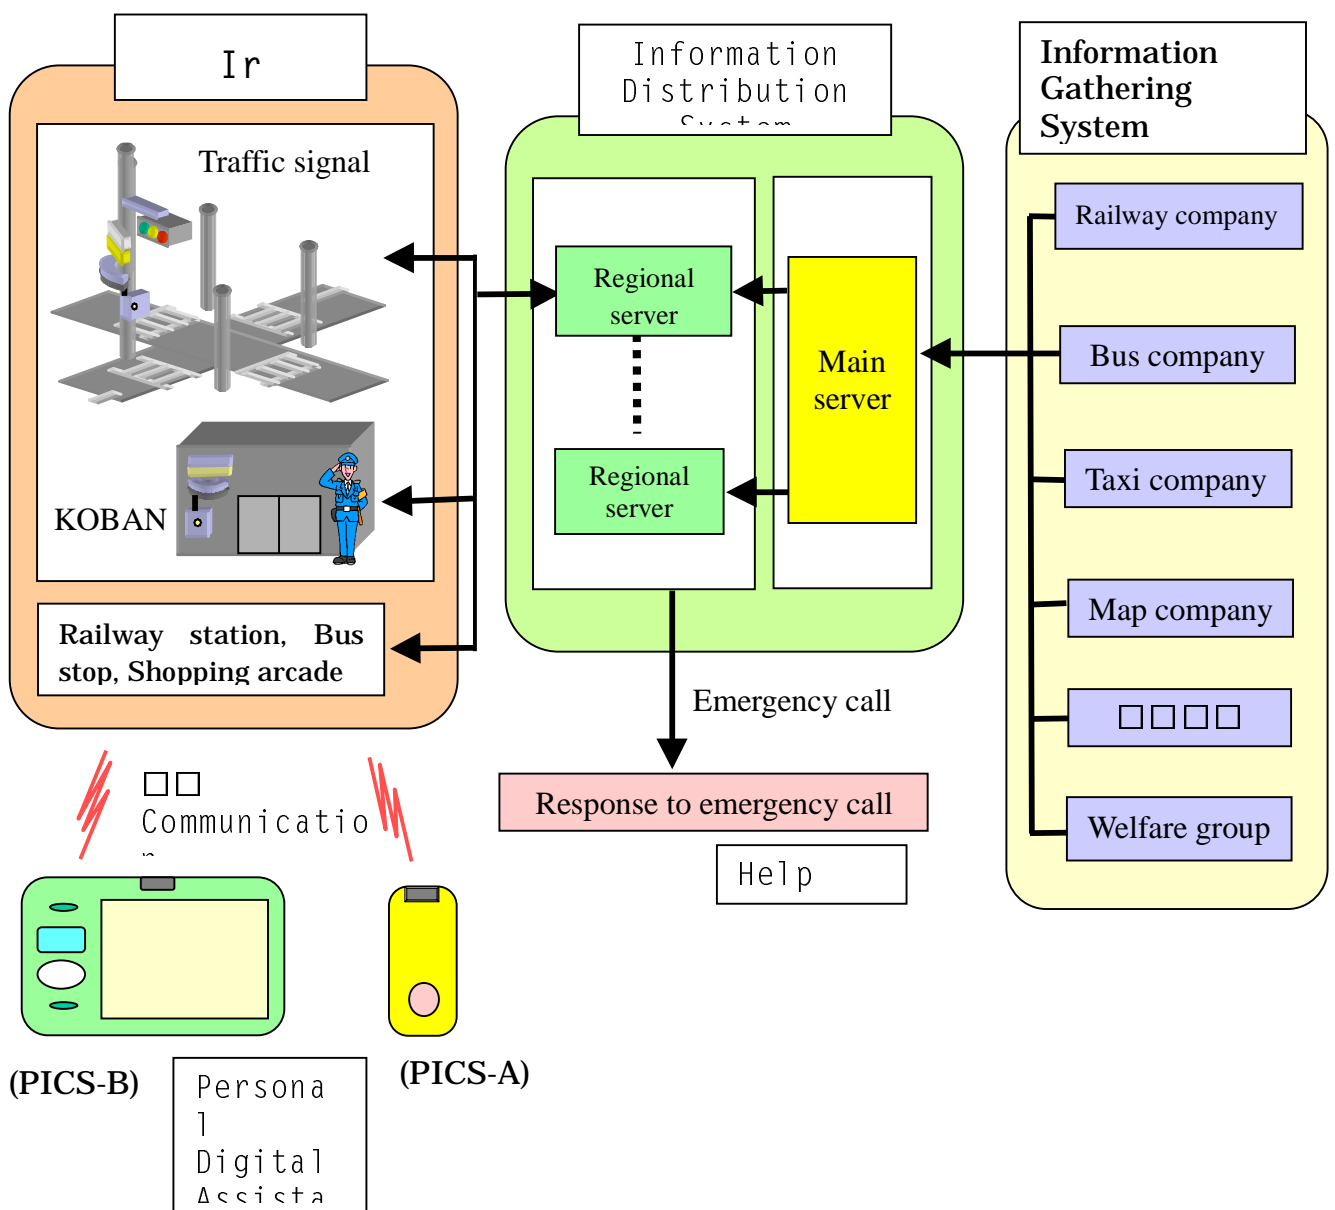 Ir
Traffic signal
KOBAN
Railway station, Bus
stop, Shopping arcade
Information
Distribution
System
Regional
server
Regional
server
Main
server
Emergency call
Response to emergency call
Help
Information
Gathering
System
Railway company
Bus company
Taxi company
Map company
□□□□
Welfare group
□□
Communicatio
n
(PICS-B)
(PICS-A)
Persona
l
Digital
Assista